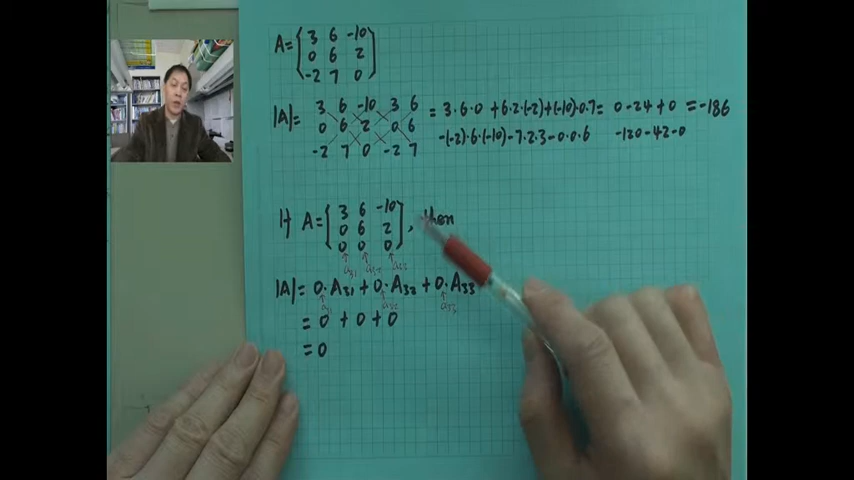 A= [ 3 6 -10
0 6 2
-2 7 0 ]
|A|= 3 6 -10 3 6 = 3·6·0 + 6·2·(-2)+(-10)·0·7 = 0-24+0 =-186
0 6 2 0 6 -(-2)·6·(-10)-7·2·3-0·0·6 -120-42-0
-2 7 0 -2 7
If A= [ 3 6 -10
0 6 2
0 0 0 ], then
a31 a32 a33
|A|= 0·A31 + 0·A32 + 0·A33
a31 a32 a33
= 0 + 0 + 0
= 0